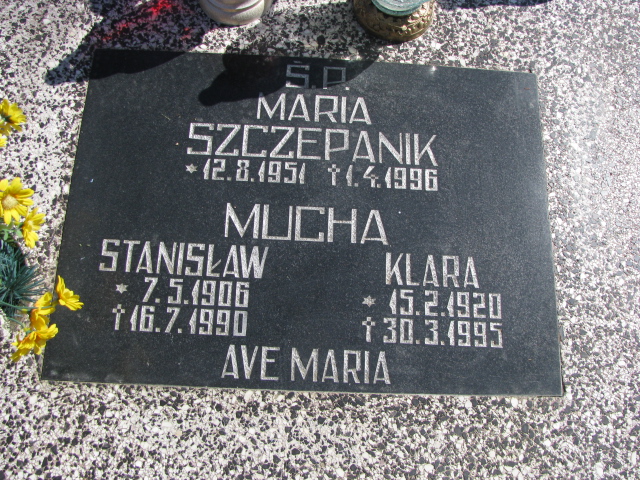 Ś.P.
MARIA
SZCZEPANIK
*12.8.1951 †1.4.1996
MUCHA
STANISŁAW KLARA
* 7.5.1906 * 15.2.1920
†16.7.1990 †30.3.1995
AVE MARIA